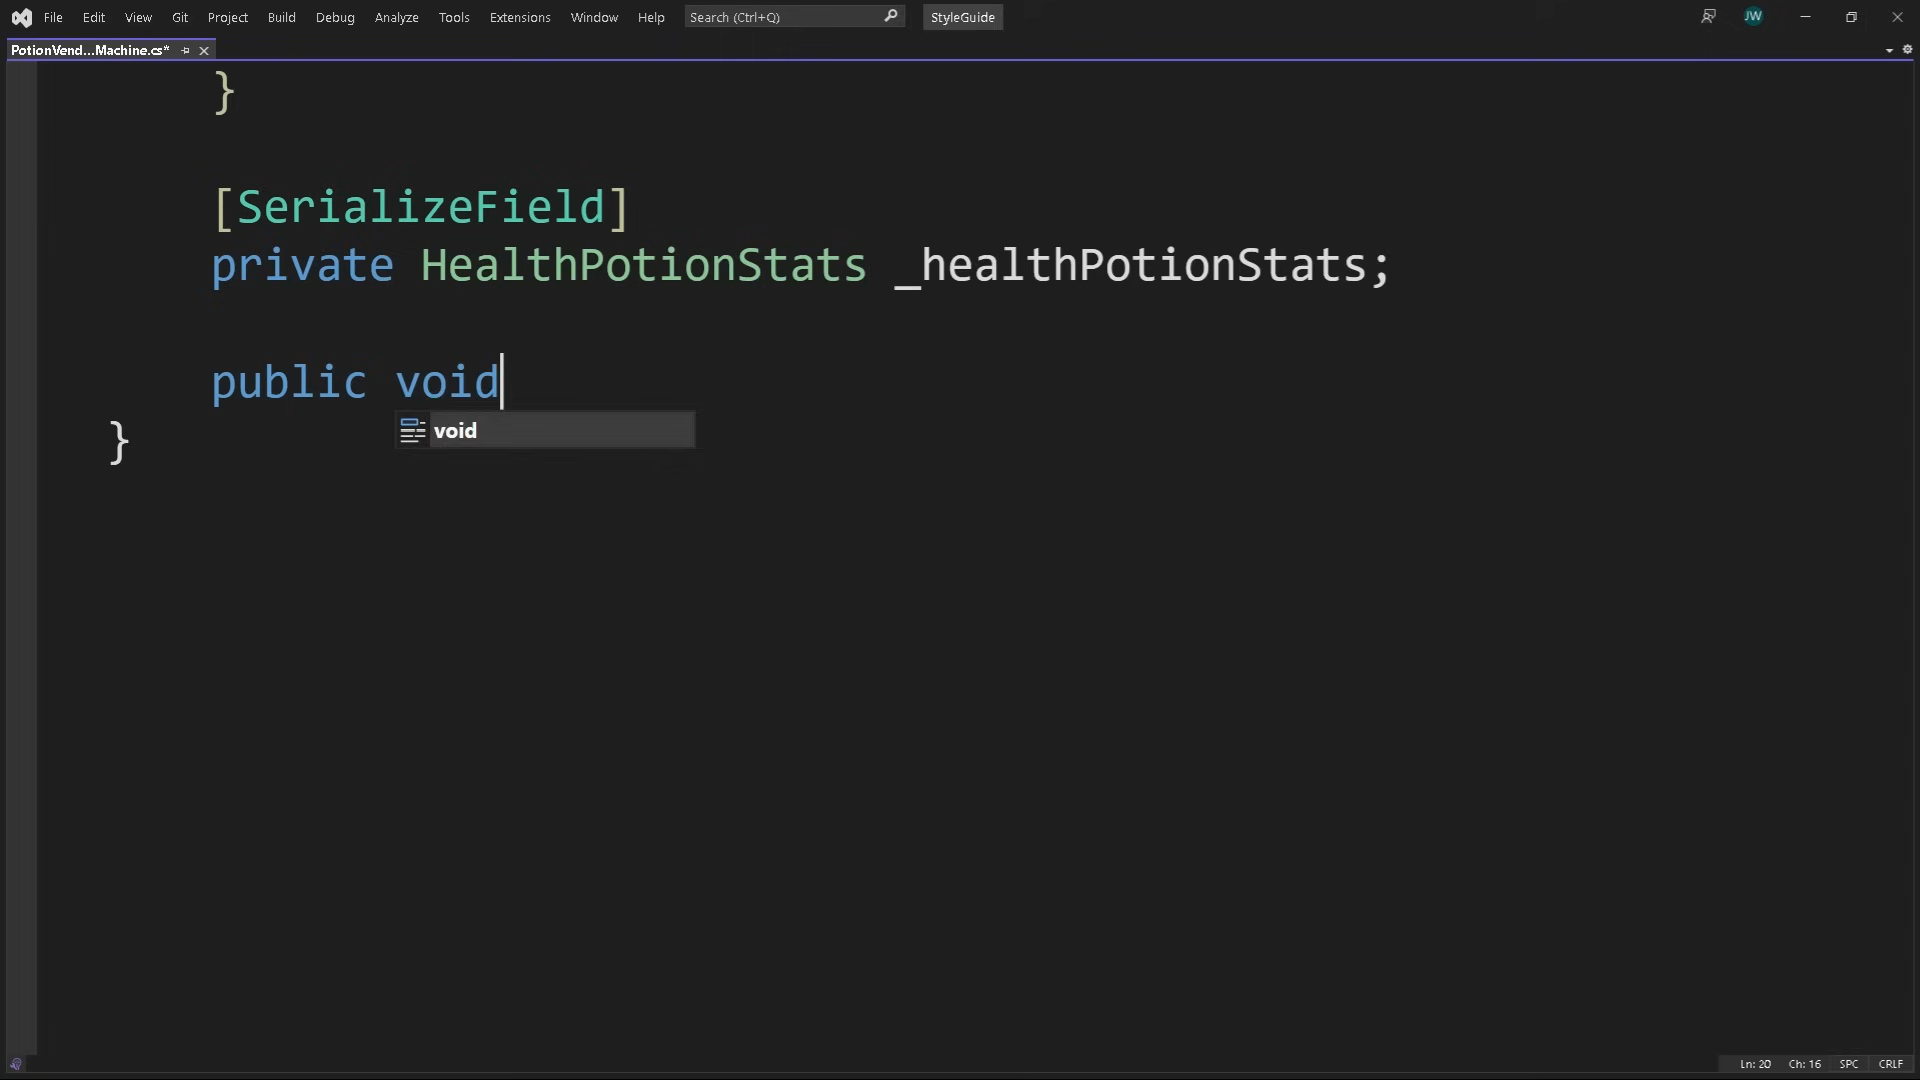 File Edit View Git Project Build Debug Analyze Tools Extensions Window Help Search (Ctrl+Q) StyleGuide JW
PotionVend...Machine.cs*
}
[SerializeField]
private HealthPotionStats _healthPotionStats;
public void
void
}
Ln: 20 Ch: 16 SPC CRLF